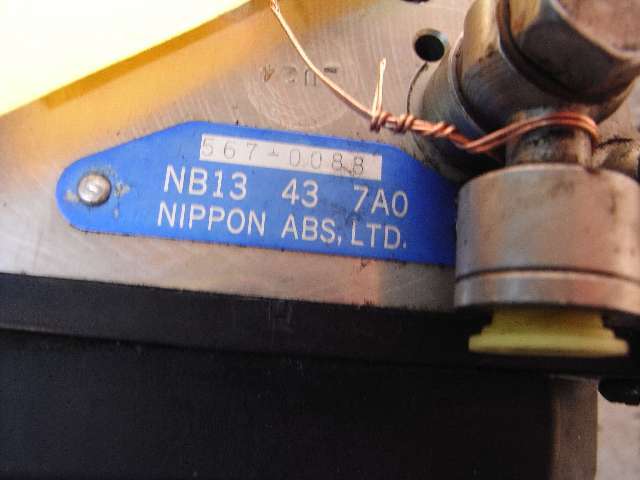 567-0088
NB13 43 7A0
NIPPON ABS, LTD.